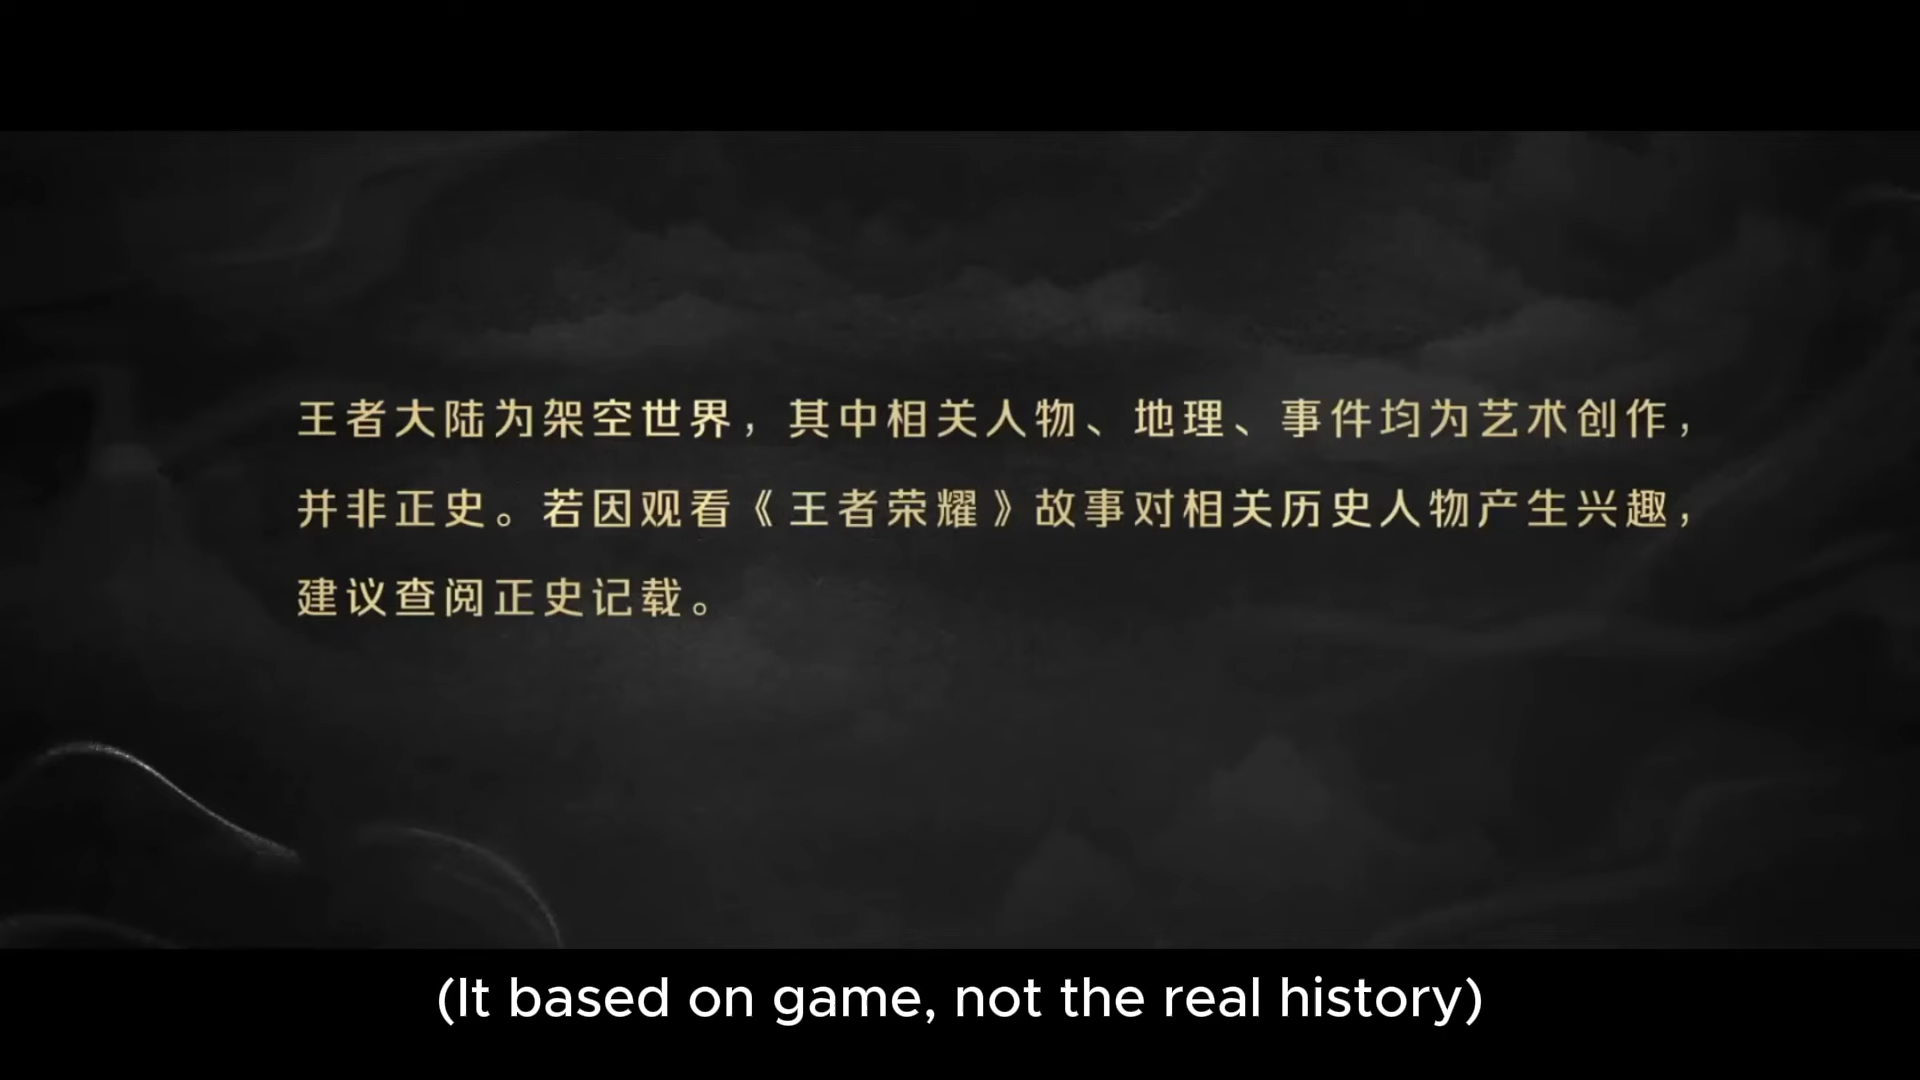 王者大陆为架空世界，其中相关人物、地理、事件均为艺术创作，
并非正史。若因观看《王者荣耀》故事对相关历史人物产生兴趣，
建议查阅正史记载。
(It based on game, not the real history)